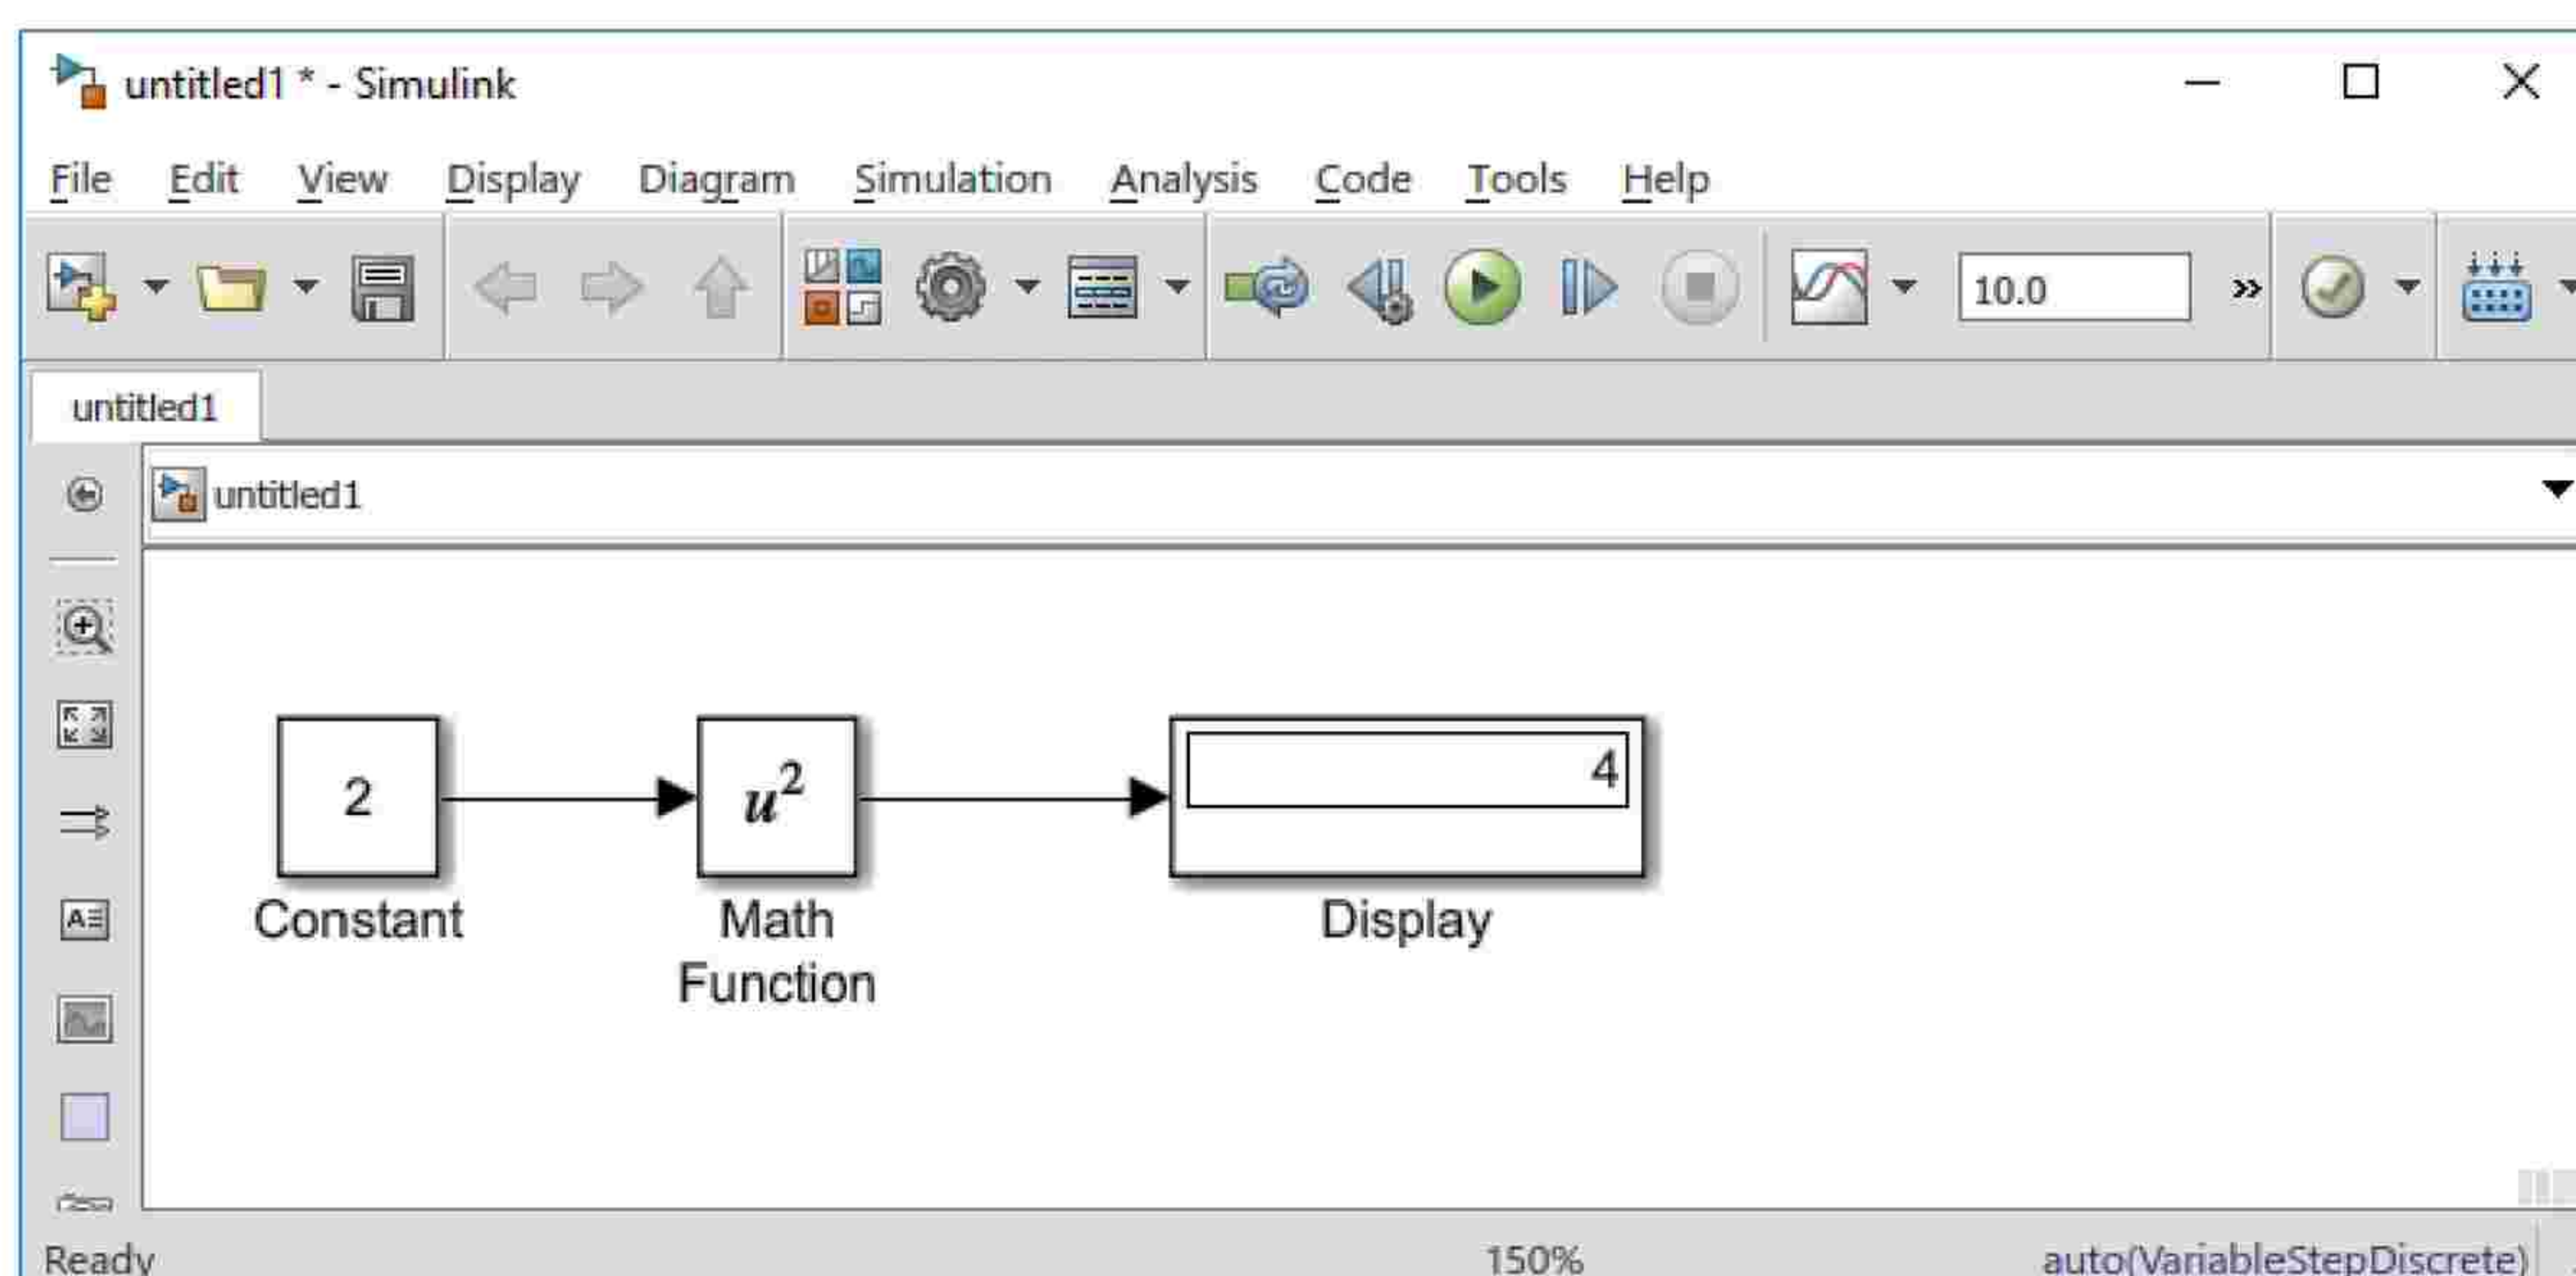 untitled1 * - Simulink
File Edit View Display Diagram Simulation Analysis Code Tools Help
10.0 »
untitled1
untitled1
2 u² 4
Constant Math Function Display
Ready 150% auto(VariableStepDiscrete)